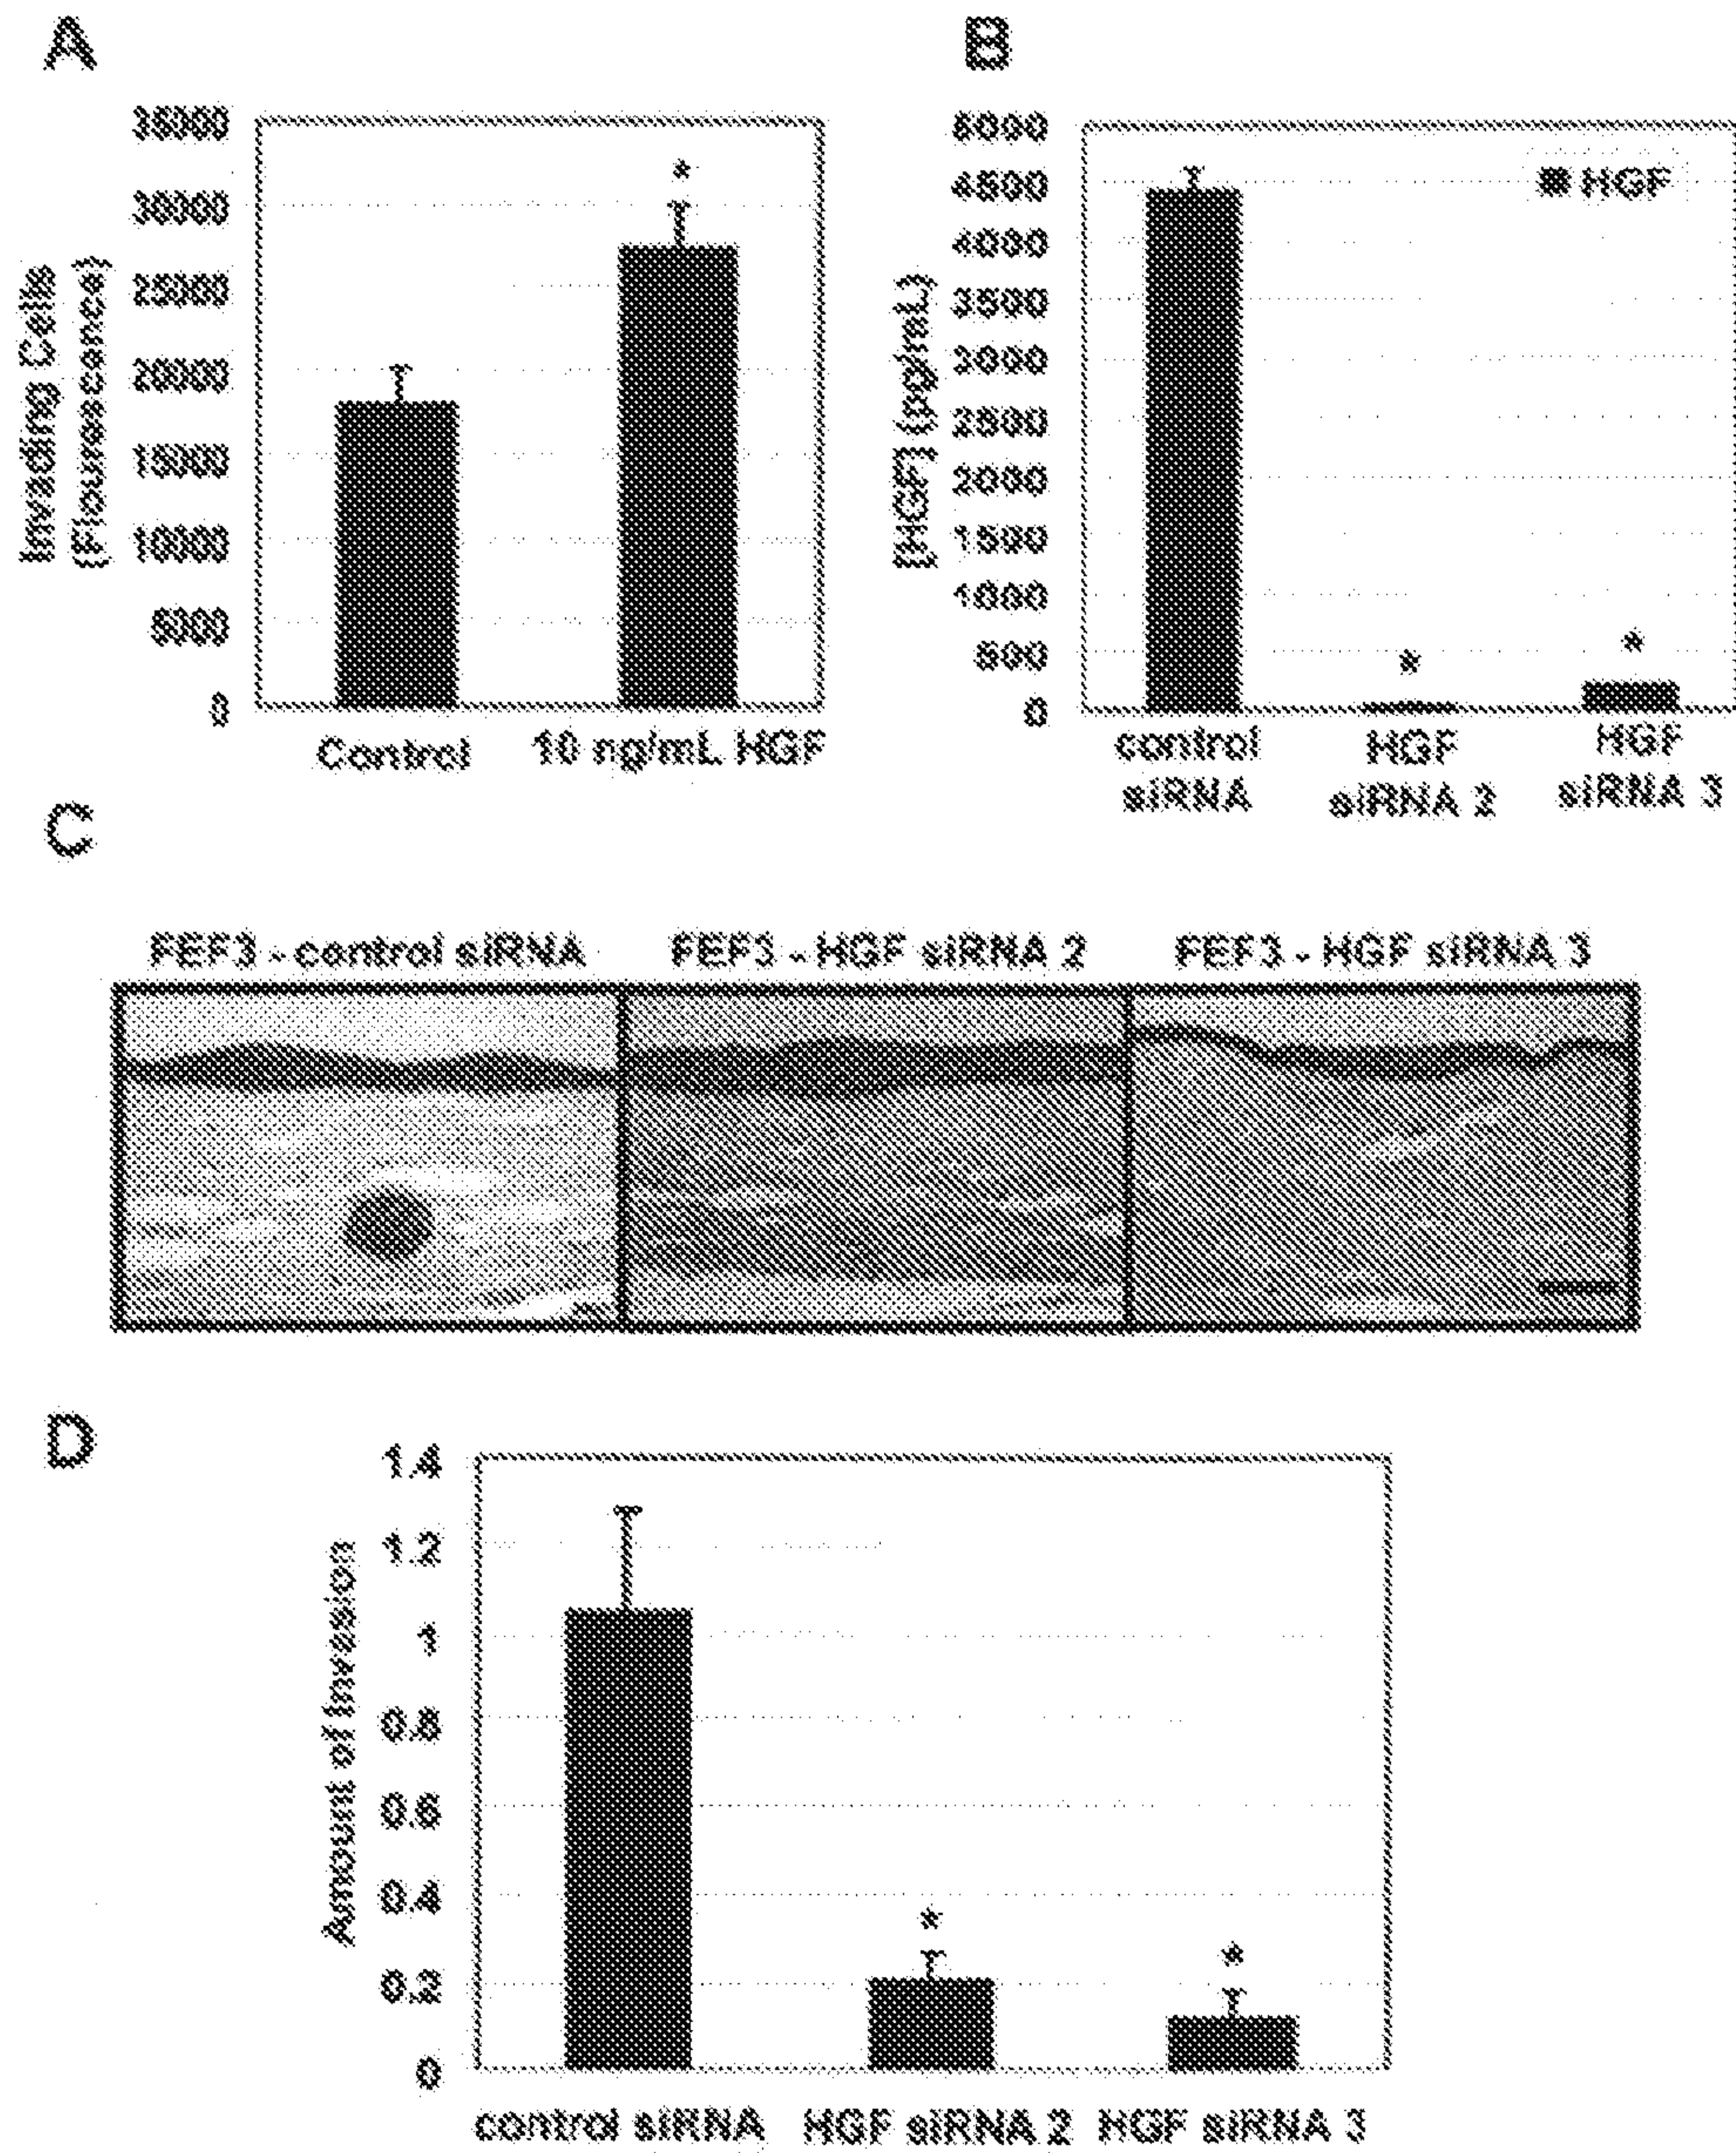 A
Invading Cells
(Flourescence)
35000
30000
25000
20000
15000
10000
5000
0
*
Control
10 ng/mL HGF
B
[HGF] (pg/mL)
5000
4500
4000
3500
3000
2500
2000
1500
1000
500
0
HGF
*
*
control
siRNA
HGF
siRNA 2
HGF
siRNA 3
C
FEF3 - control siRNA
FEF3 - HGF siRNA 2
FEF3 - HGF siRNA 3
D
Amount of Invasion
1.4
1.2
1
0.8
0.6
0.4
0.2
0
*
*
control siRNA
HGF siRNA 2
HGF siRNA 3